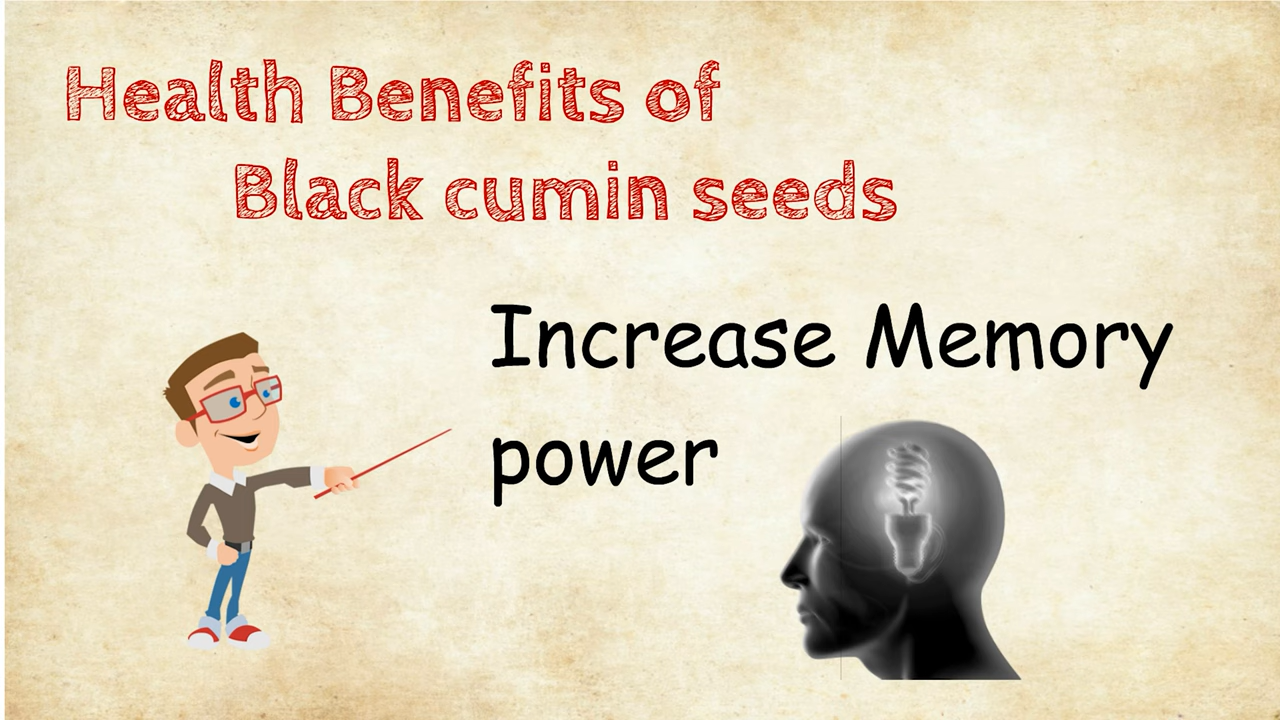 Health Benefits of
Black cumin seeds
Increase Memory
power